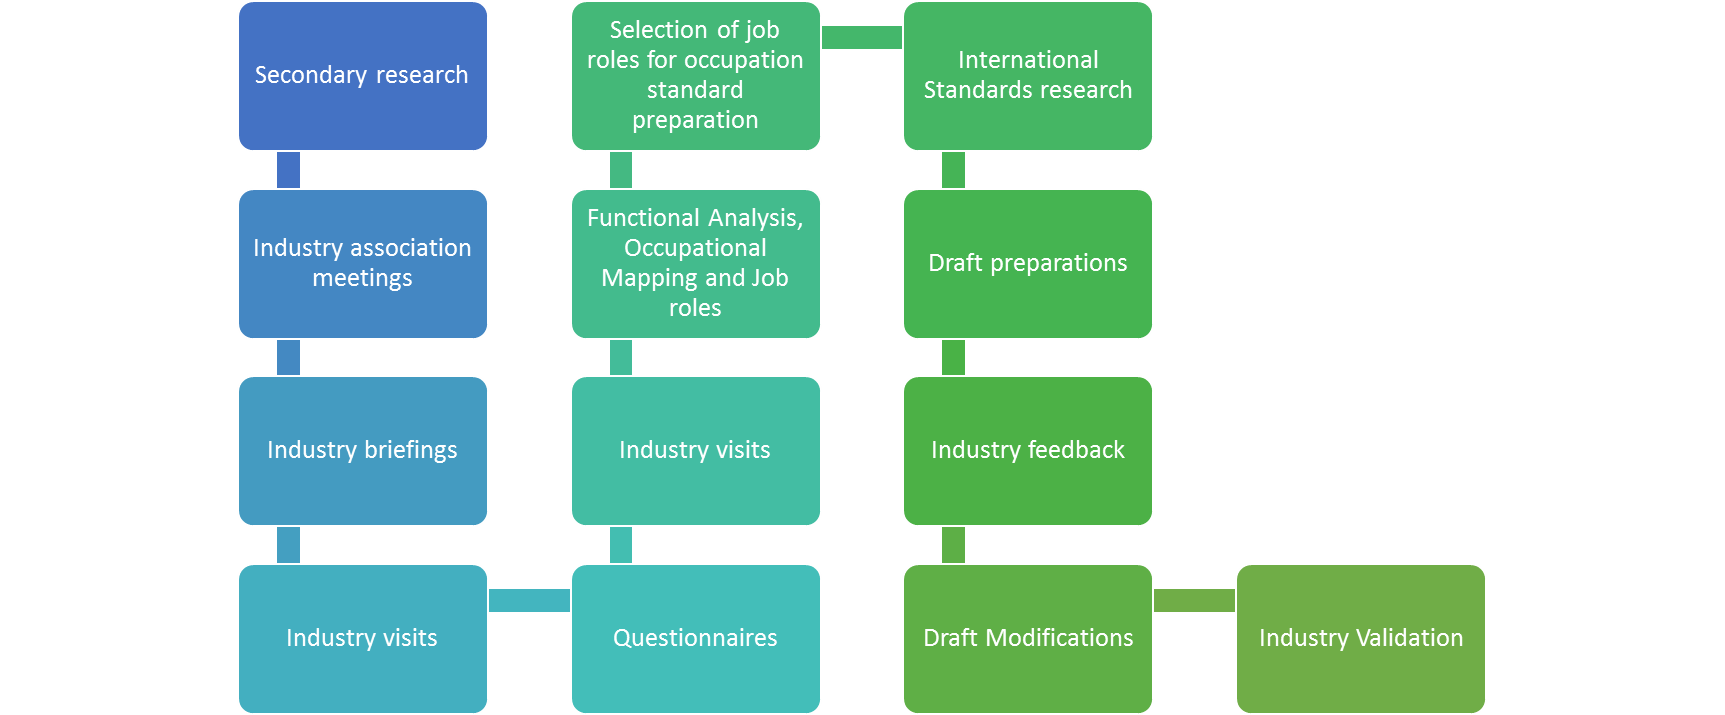 Secondary research
Industry association
meetings
Industry briefings
Industry visits
Questionnaires
Industry visits
Functional Analysis,
Occupational
Mapping and Job
roles
Selection of job
roles for occupation
standard
preparation
International
Standards research
Draft preparations
Industry feedback
Draft Modifications
Industry Validation